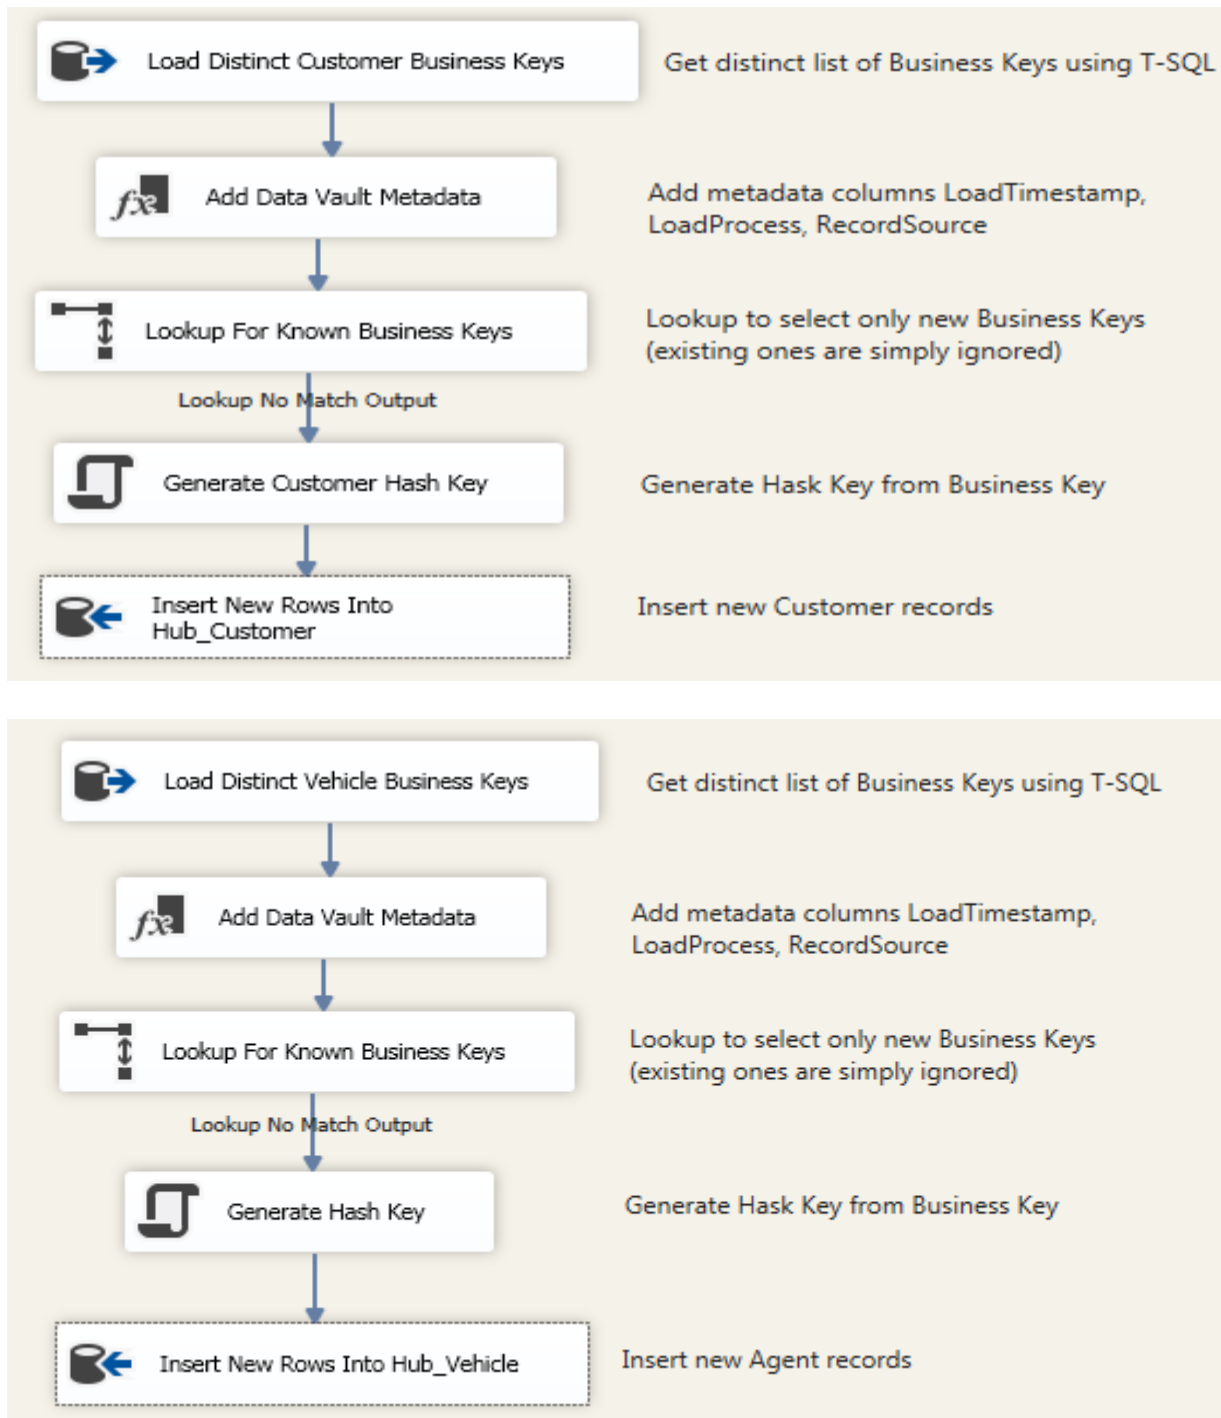 Load Distinct Customer Business Keys
Get distinct list of Business Keys using T-SQL
Add Data Vault Metadata
Add metadata columns LoadTimestamp,
LoadProcess, RecordSource
Lookup For Known Business Keys
Lookup to select only new Business Keys
(existing ones are simply ignored)
Lookup No Match Output
Generate Customer Hash Key
Generate Hask Key from Business Key
Insert New Rows Into
Hub_Customer
Insert new Customer records
Load Distinct Vehicle Business Keys
Get distinct list of Business Keys using T-SQL
Add Data Vault Metadata
Add metadata columns LoadTimestamp,
LoadProcess, RecordSource
Lookup For Known Business Keys
Lookup to select only new Business Keys
(existing ones are simply ignored)
Lookup No Match Output
Generate Hash Key
Generate Hask Key from Business Key
Insert New Rows Into Hub_Vehicle
Insert new Agent records